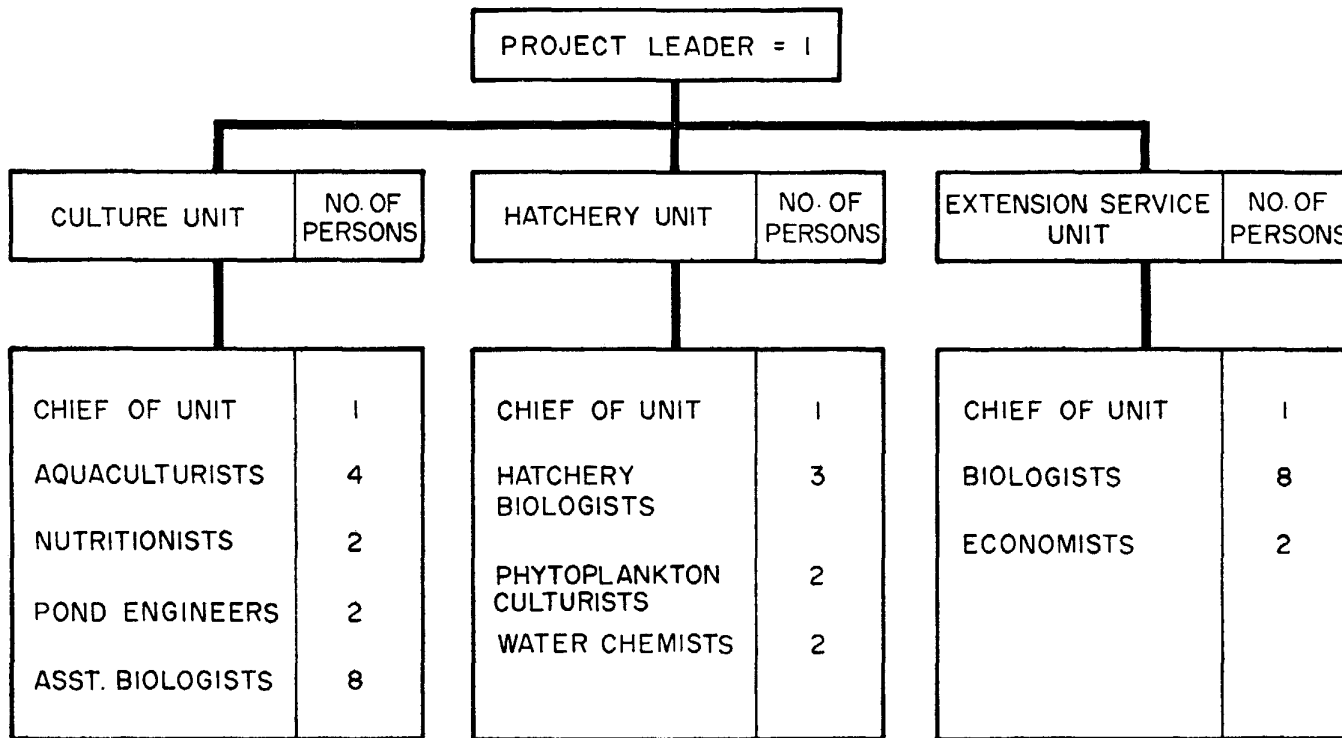 PROJECT LEADER = 1
CULTURE UNIT
NO. OF
PERSONS
HATCHERY UNIT
NO. OF
PERSONS
EXTENSION SERVICE
UNIT
NO. OF
PERSONS
CHIEF OF UNIT 1
AQUACULTURISTS 4
NUTRITIONISTS 2
POND ENGINEERS 2
ASST. BIOLOGISTS 8
CHIEF OF UNIT 1
HATCHERY 3
BIOLOGISTS
PHYTOPLANKTON 2
CULTURISTS
WATER CHEMISTS 2
CHIEF OF UNIT 1
BIOLOGISTS 8
ECONOMISTS 2